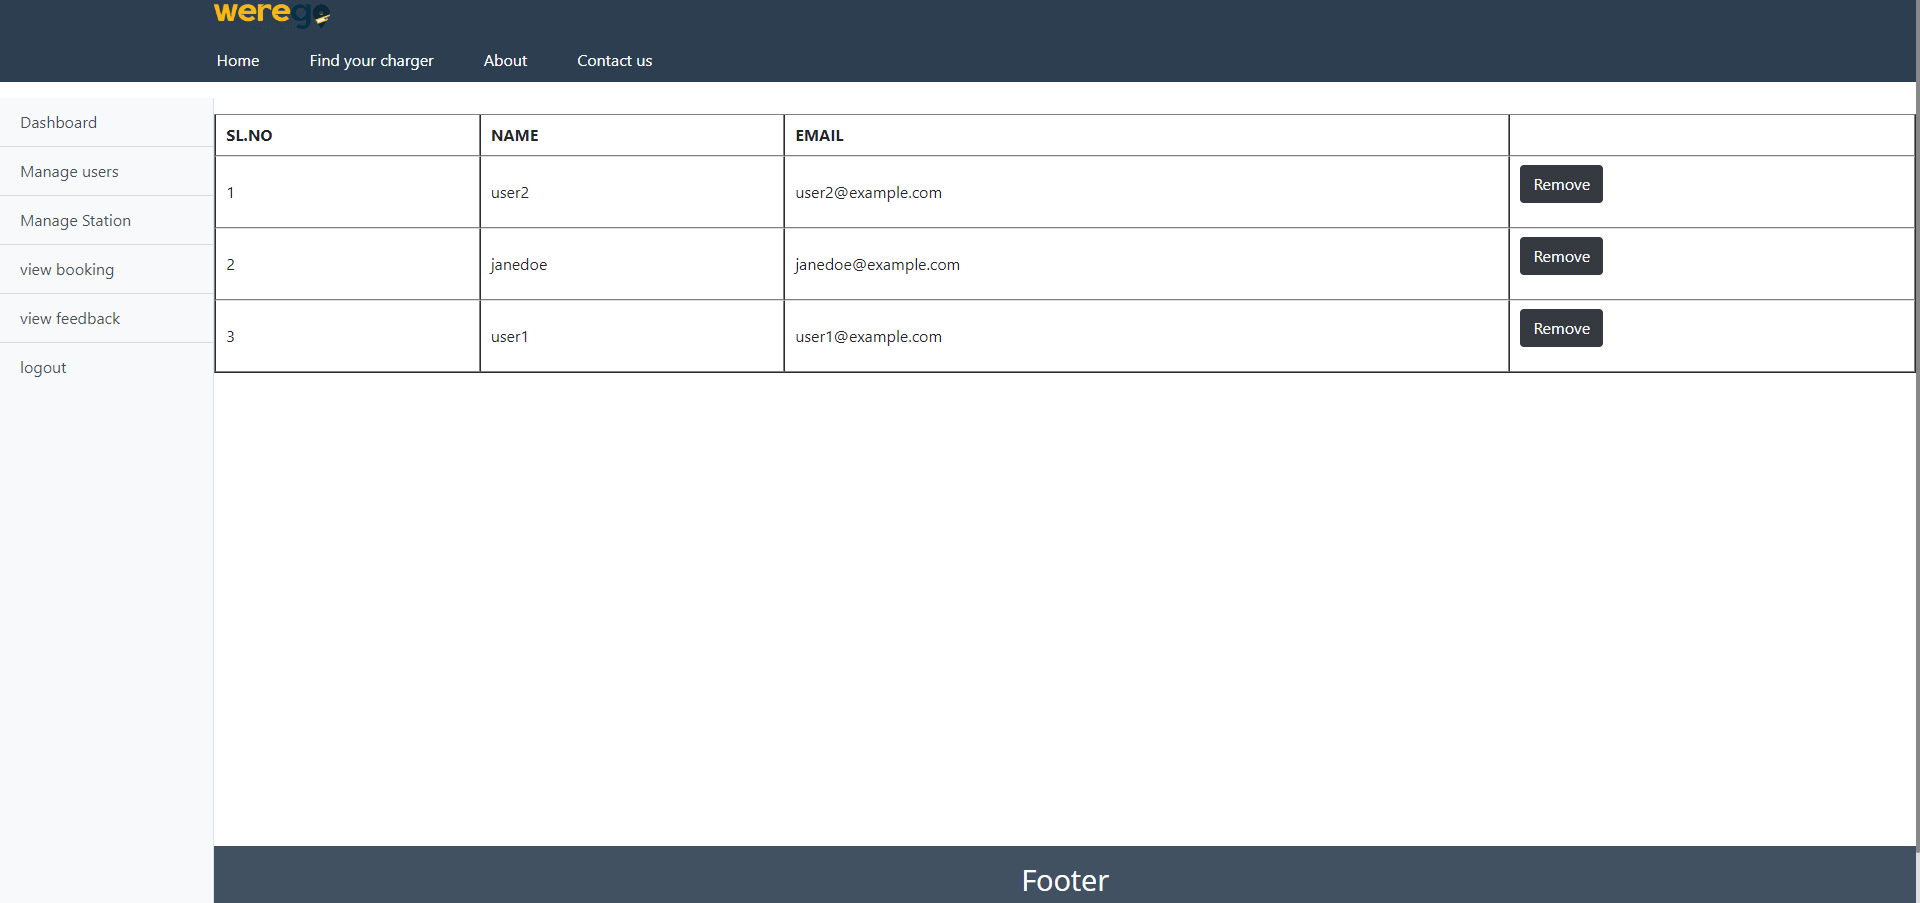 werego
Home Find your charger About Contact us
Dashboard
Manage users
Manage Station
view booking
view feedback
logout
SL.NO NAME EMAIL
1 user2 user2@example.com Remove
2 janedoe janedoe@example.com Remove
3 user1 user1@example.com Remove
Footer